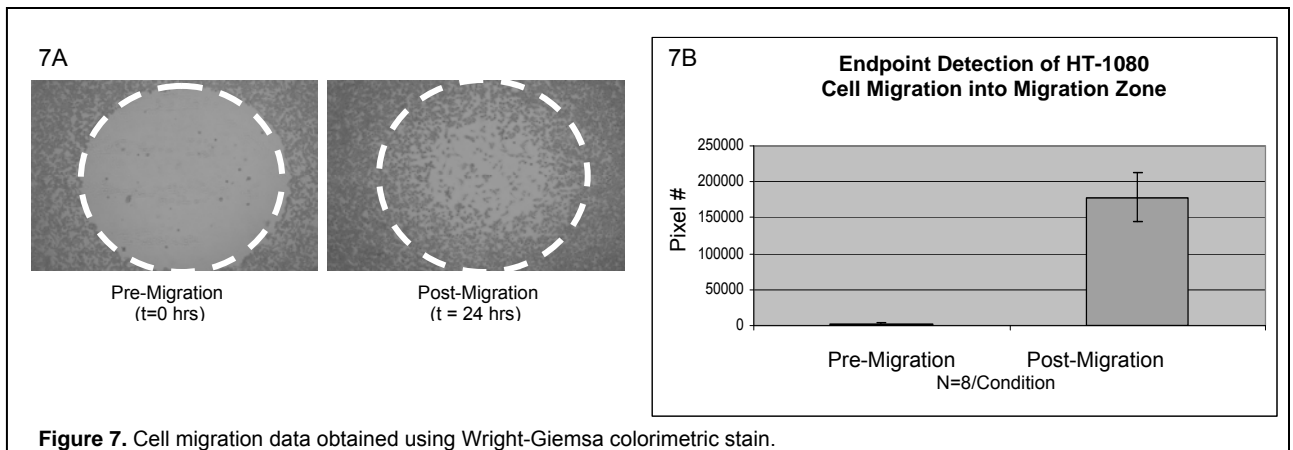 7A
Pre-Migration
(t=0 hrs)
Post-Migration
(t = 24 hrs)
7B
Endpoint Detection of HT-1080
Cell Migration into Migration Zone
Pixel #
250000
200000
150000
100000
50000
0
Pre-Migration
Post-Migration
N=8/Condition
Figure 7. Cell migration data obtained using Wright-Giemsa colorimetric stain.